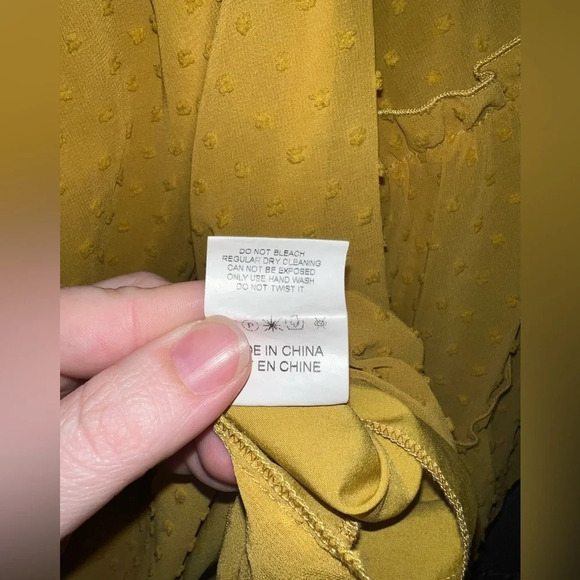 DO NOT BLEACH
REGULAR DRY CLEANING
CAN NOT BE EXPOSED
ONLY USE HAND WASH
DO NOT TWIST IT
P
DE IN CHINA
T EN CHINE